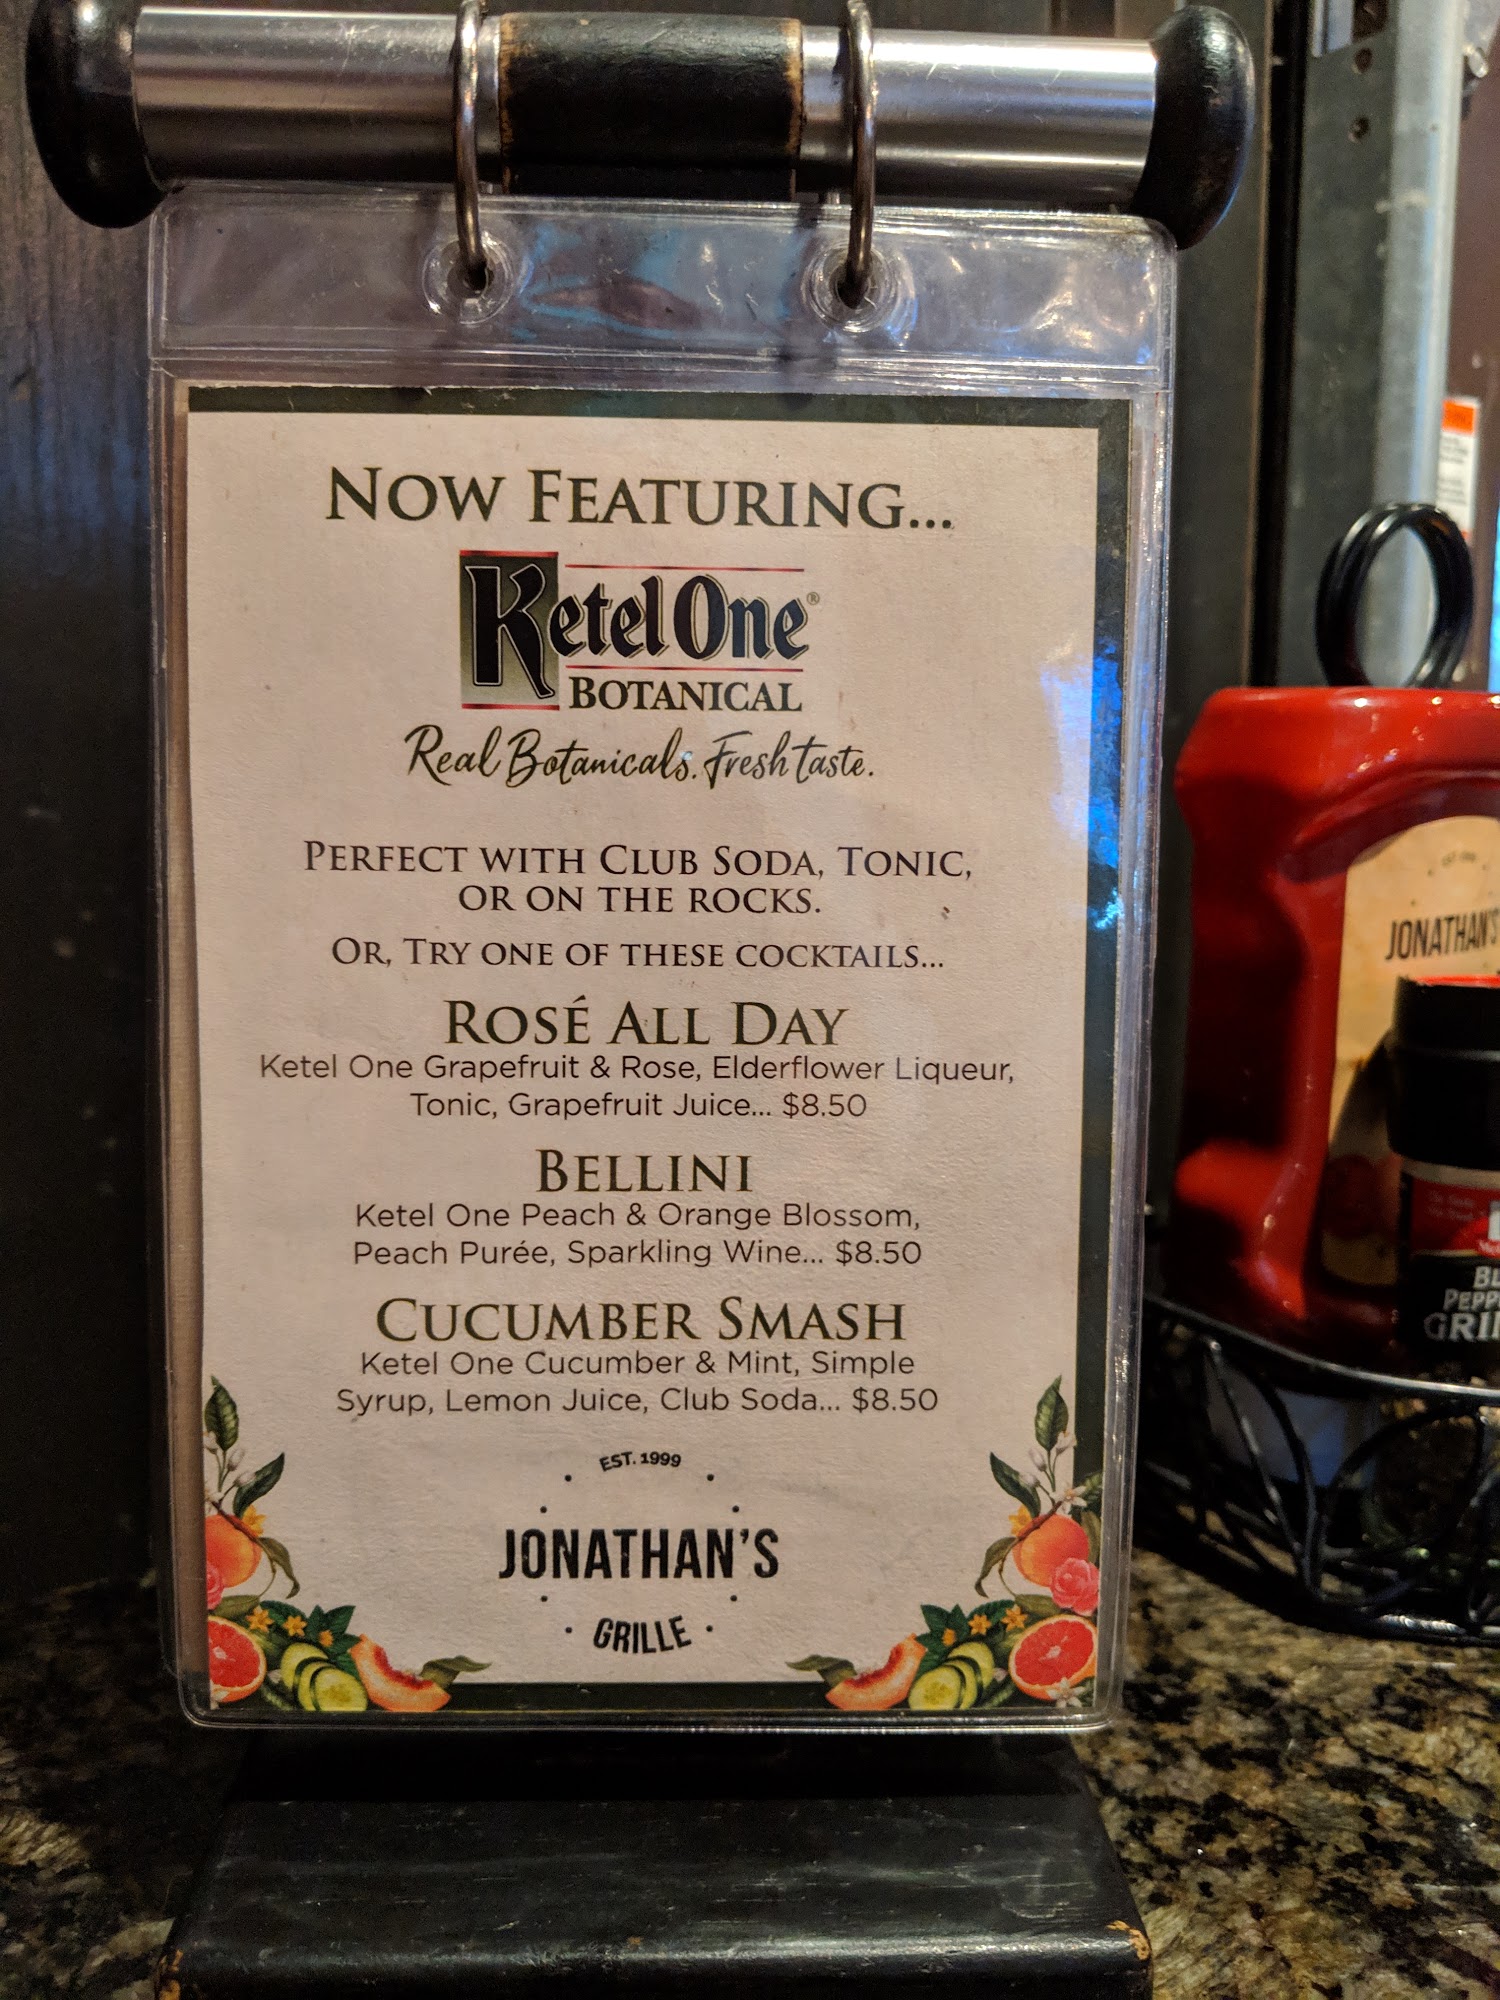 Now Featuring...
Ketel One®
Botanical
Real Botanicals. Fresh taste.
Perfect with Club Soda, Tonic,
or on the rocks.
Or, Try one of these cocktails...
Rosé All Day
Ketel One Grapefruit & Rose, Elderflower Liqueur,
Tonic, Grapefruit Juice... $8.50
Bellini
Ketel One Peach & Orange Blossom,
Peach Purée, Sparkling Wine... $8.50
Cucumber Smash
Ketel One Cucumber & Mint, Simple
Syrup, Lemon Juice, Club Soda... $8.50
EST. 1999
JONATHAN'S
GRILLE
JONATHAN'S